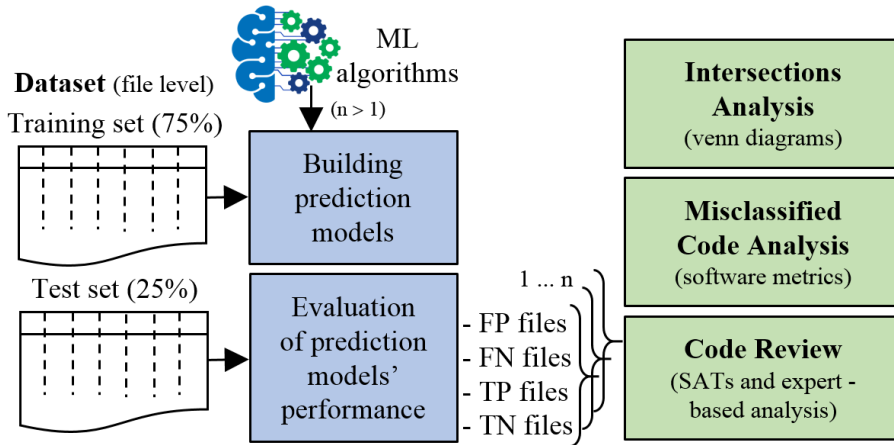 ML
algorithms
(n > 1)
Dataset (file level)
Training set (75%)
Building
prediction
models
Test set (25%)
Evaluation
of prediction
models’
performance
1 ... n
- FP files
- FN files
- TP files
- TN files
Intersections
Analysis
(venn diagrams)
Misclassified
Code Analysis
(software metrics)
Code Review
(SATs and expert -
based analysis)